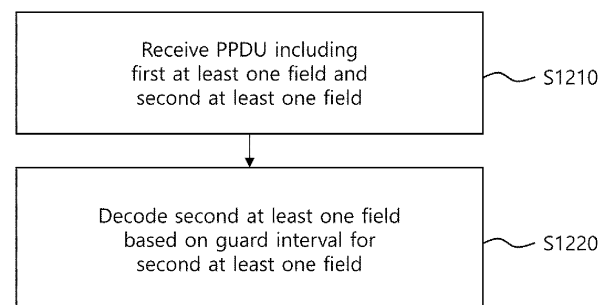 Receive PPDU including
first at least one field and
second at least one field
S1210
Decode second at least one field
based on guard interval for
second at least one field
S1220